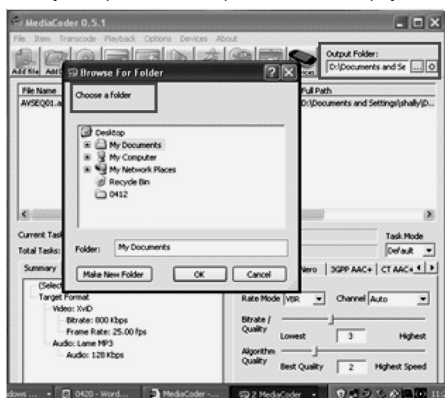 MediaCoder 0.5.1
File Item Transcode Playback Options Devices About
Output Folder:
D:\Documents and Se ...
Add file
Browse For Folder
Choose a folder
File Name
Full Path
AVSEQ01.a
D:\Documents and Settings\shally\D...
Desktop
My Documents
My Computer
My Network Places
Recycle Bin
0412
Folder: My Documents
Make New Folder OK Cancel
Current Task
Task Mode
Total Tasks:
Default
Summary
Nero 3GPP AAC+ CT AAC+
(Selec
Target Format
Video: XviD
Bitrate: 800 Kbps
Frame Rate: 25.00 fps
Audio: Lame MP3
Audio: 128 Kbps
Rate Mode VBR Channel Auto
Bitrate /
Quality Lowest 3 Highest
Algorithm
Quality Best Quality 2 Highest Speed
dows ... 0420 - Word... MediaCoder -... 2 MediaCoder